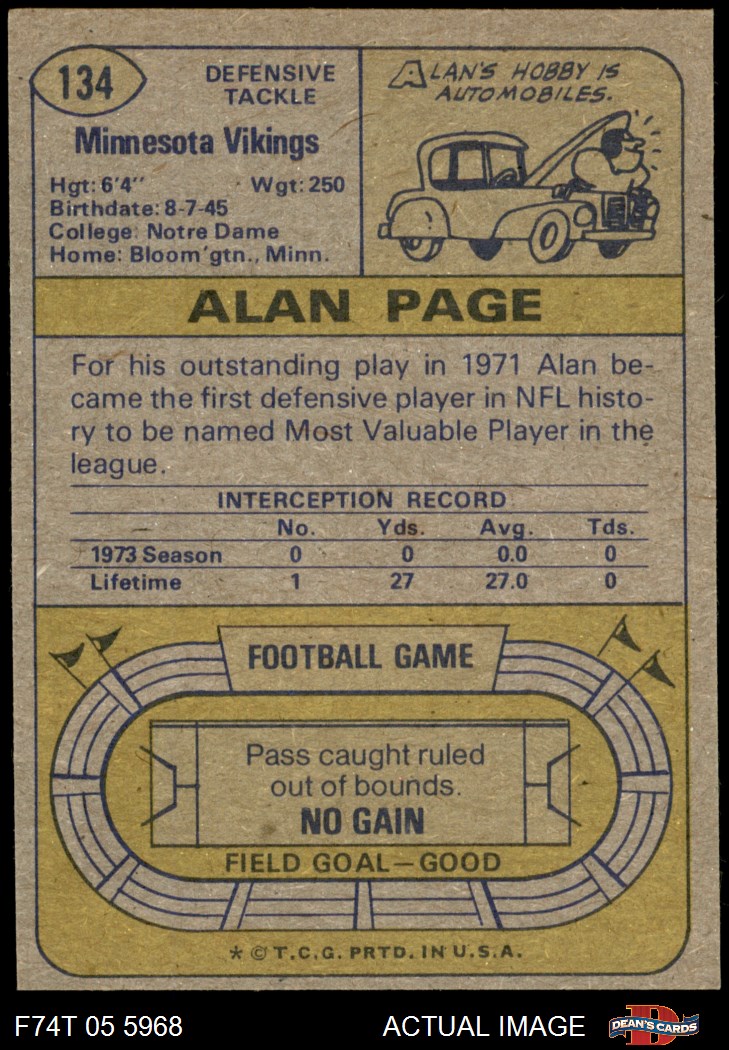 134
DEFENSIVE
TACKLE
Minnesota Vikings
Hgt: 6'4" Wgt: 250
Birthdate: 8-7-45
College: Notre Dame
Home: Bloom'gtn., Minn.
ALAN'S HOBBY IS
AUTOMOBILES.
ALAN PAGE
For his outstanding play in 1971 Alan be-
came the first defensive player in NFL histo-
ry to be named Most Valuable Player in the
league.
INTERCEPTION RECORD
No. Yds. Avg. Tds.
1973 Season 0 0 0.0 0
Lifetime 1 27 27.0 0
FOOTBALL GAME
Pass caught ruled
out of bounds.
NO GAIN
FIELD GOAL—GOOD
* © T.C.G. PRTD. IN U.S.A.
F74T 05 5968 ACTUAL IMAGE
D
DEAN'S CARDS